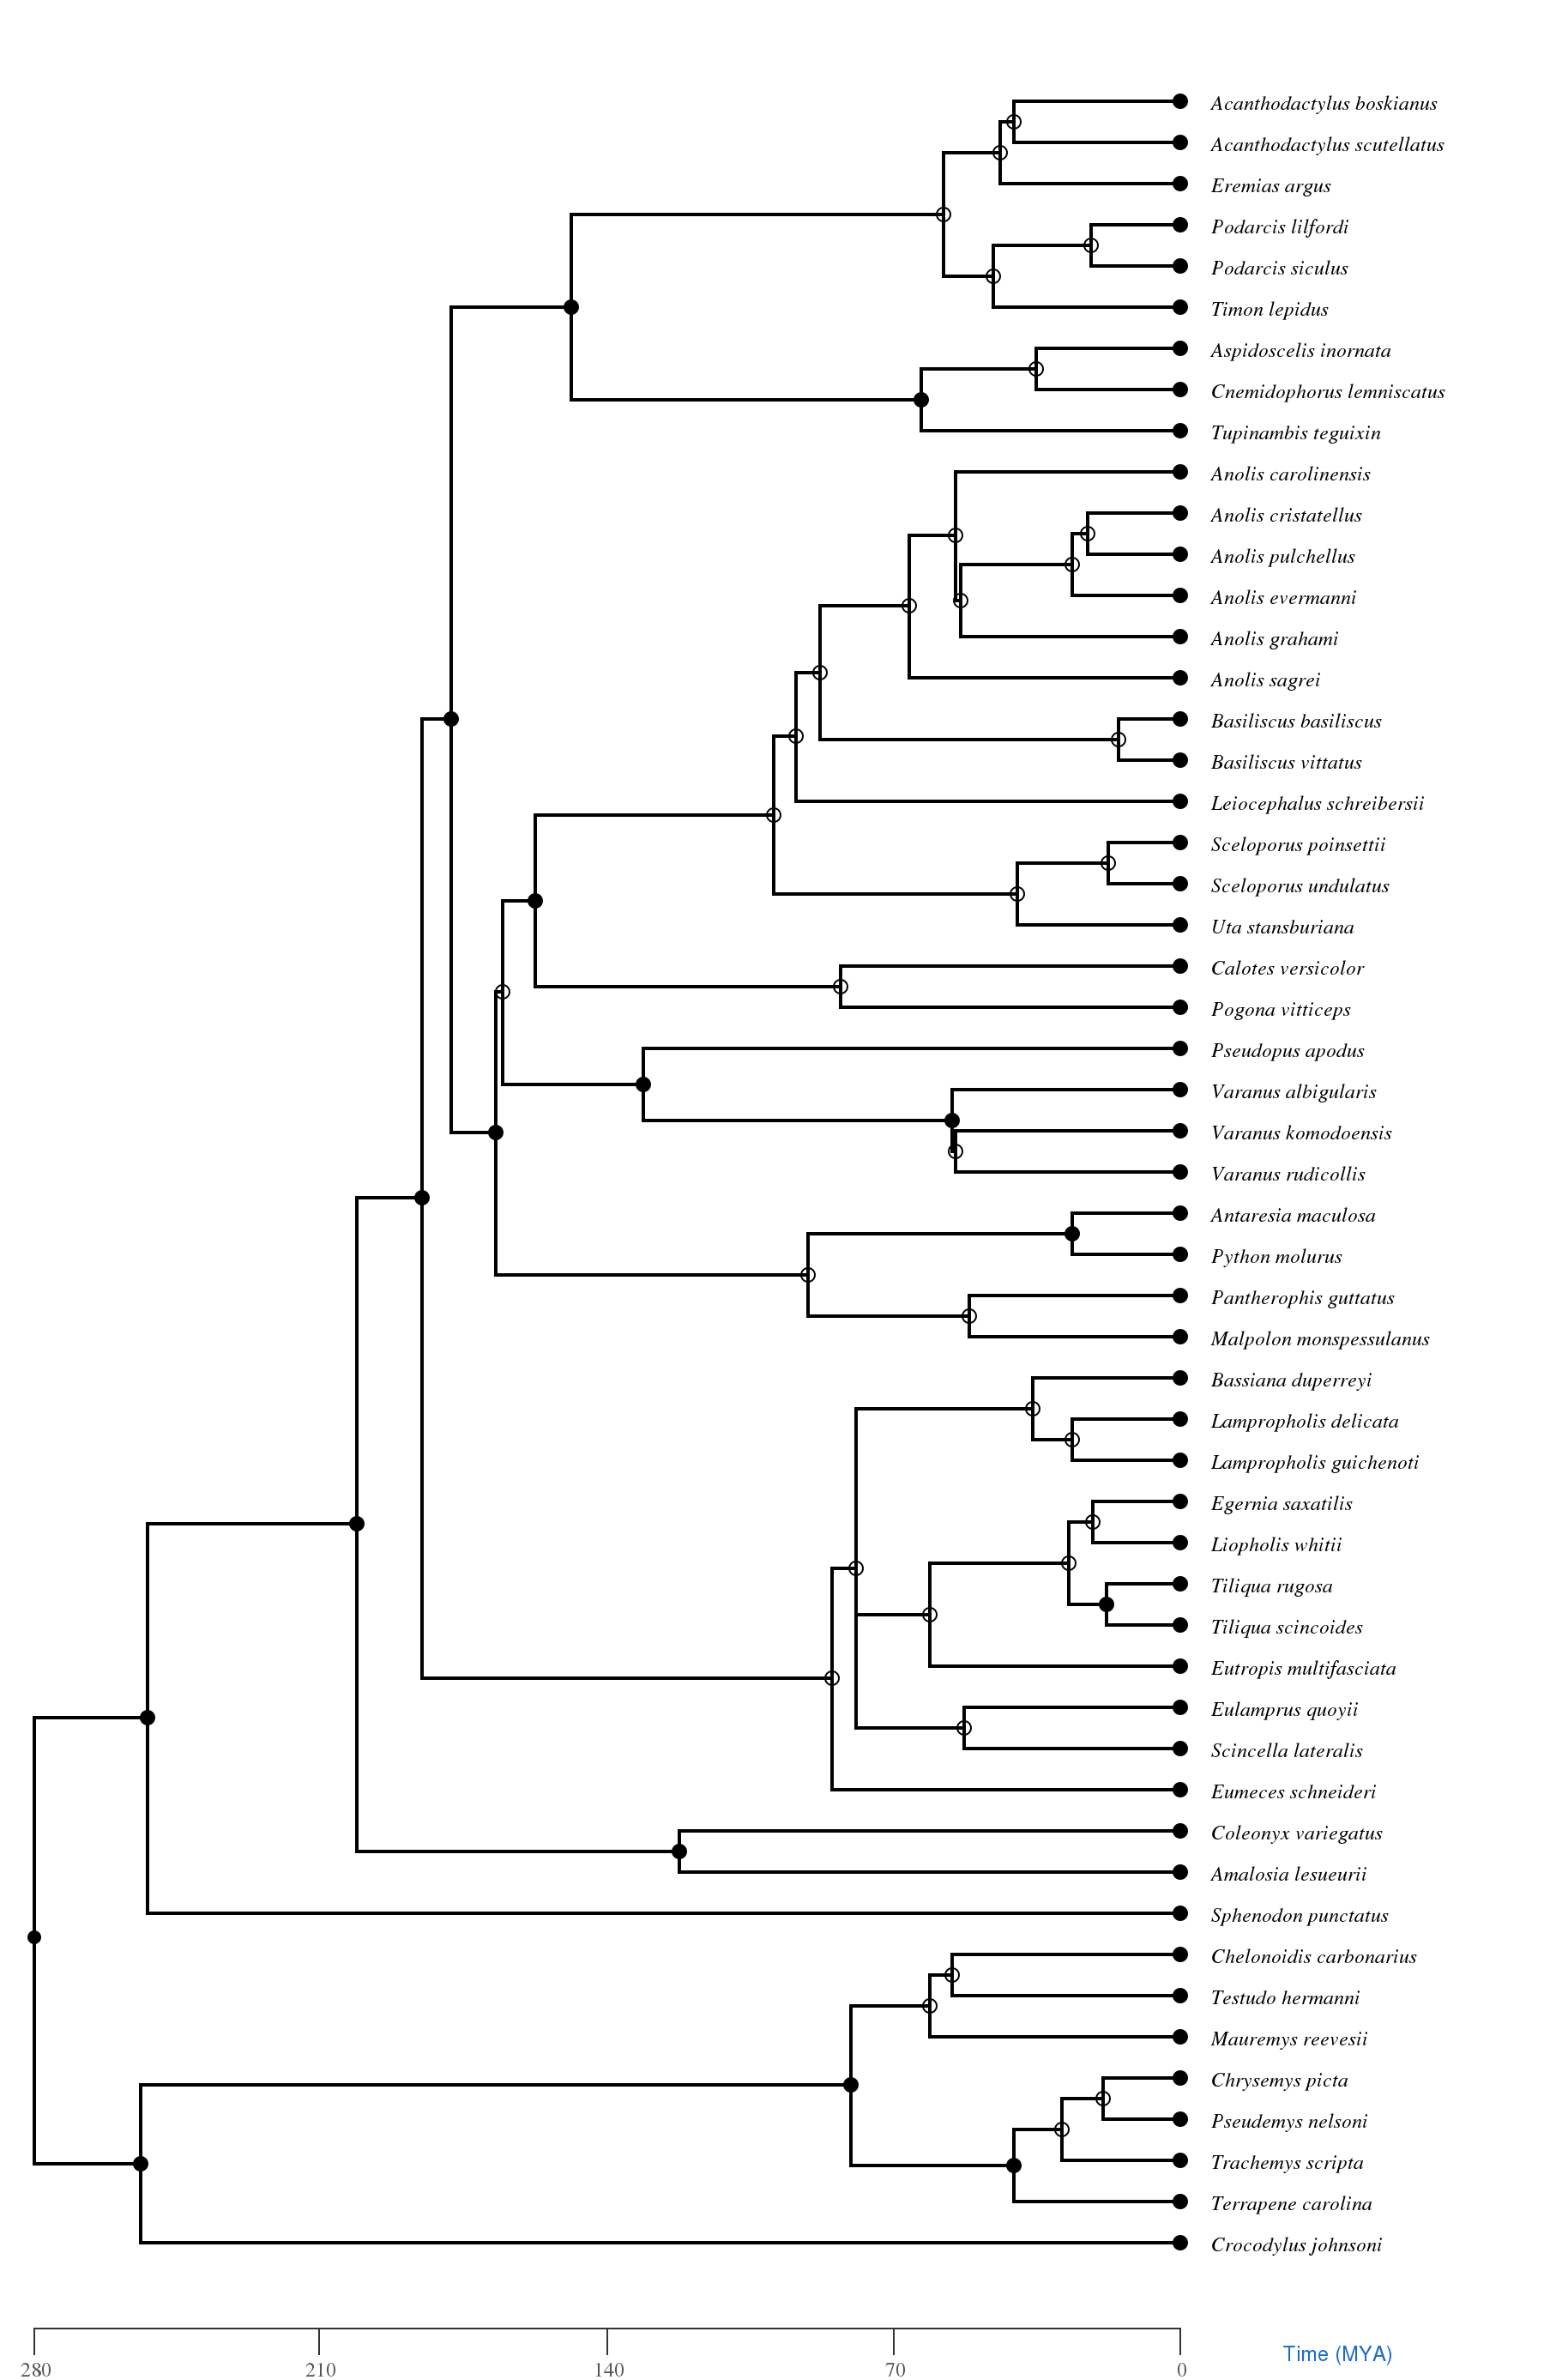 Acanthodactylus boskianus
Acanthodactylus scutellatus
Eremias argus
Podarcis lilfordi
Podarcis siculus
Timon lepidus
Aspidoscelis inornata
Cnemidophorus lemniscatus
Tupinambis teguixin
Anolis carolinensis
Anolis cristatellus
Anolis pulchellus
Anolis evermanni
Anolis grahami
Anolis sagrei
Basiliscus basiliscus
Basiliscus vittatus
Leiocephalus schreibersii
Sceloporus poinsettii
Sceloporus undulatus
Uta stansburiana
Calotes versicolor
Pogona vitticeps
Pseudopus apodus
Varanus albigularis
Varanus komodoensis
Varanus rudicollis
Antaresia maculosa
Python molurus
Pantherophis guttatus
Malpolon monspessulanus
Bassiana duperreyi
Lampropholis delicata
Lampropholis guichenoti
Egernia saxatilis
Liopholis whitii
Tiliqua rugosa
Tiliqua scincoides
Eutropis multifasciata
Eulamprus quoyii
Scincella lateralis
Eumeces schneideri
Coleonyx variegatus
Amalosia lesueurii
Sphenodon punctatus
Chelonoidis carbonarius
Testudo hermanni
Mauremys reevesii
Chrysemys picta
Pseudemys nelsoni
Trachemys scripta
Terrapene carolina
Crocodylus johnsoni
280 210 140 70 0 Time (MYA)